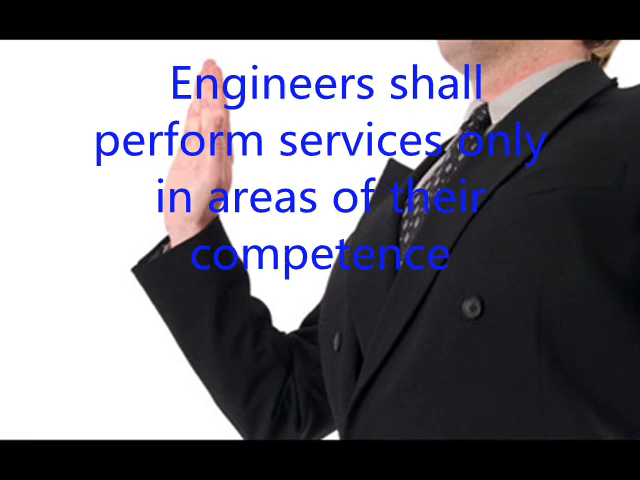 Engineers shall
perform services only
in areas of their
competence